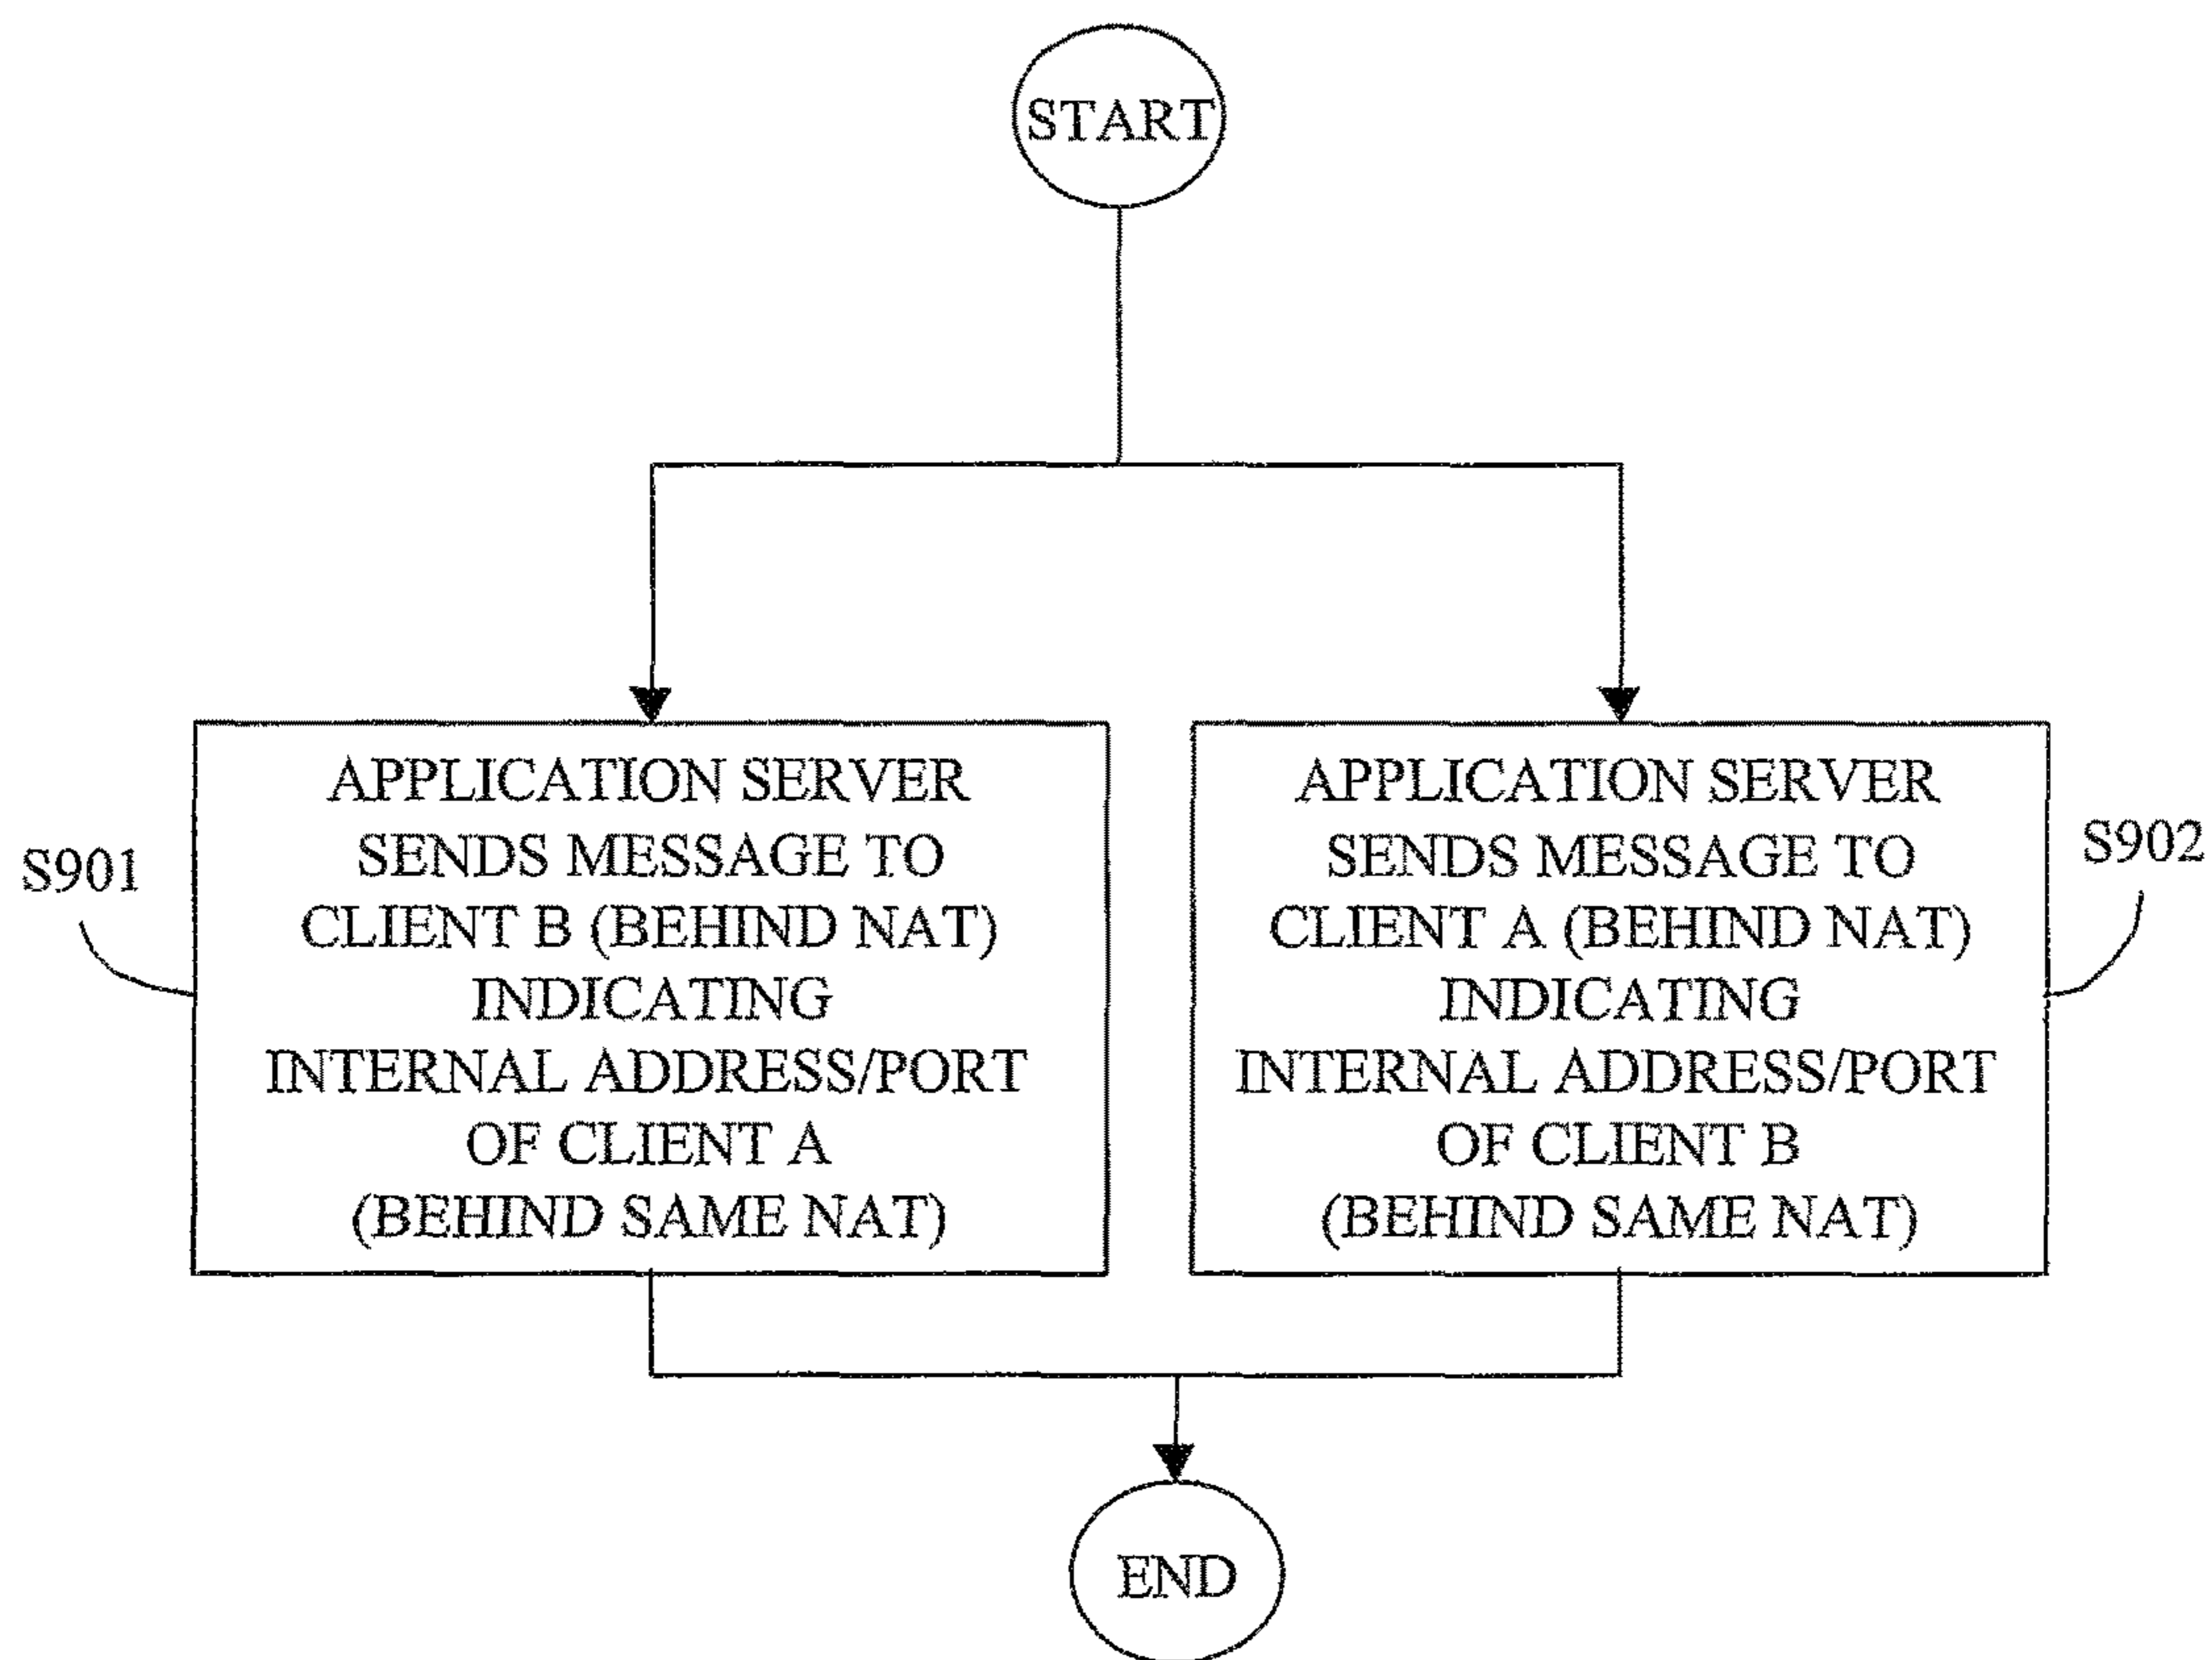 START
APPLICATION SERVER
SENDS MESSAGE TO
CLIENT B (BEHIND NAT)
INDICATING
INTERNAL ADDRESS/PORT
OF CLIENT A
(BEHIND SAME NAT)
S901
APPLICATION SERVER
SENDS MESSAGE TO
CLIENT A (BEHIND NAT)
INDICATING
INTERNAL ADDRESS/PORT
OF CLIENT B
(BEHIND SAME NAT)
S902
END